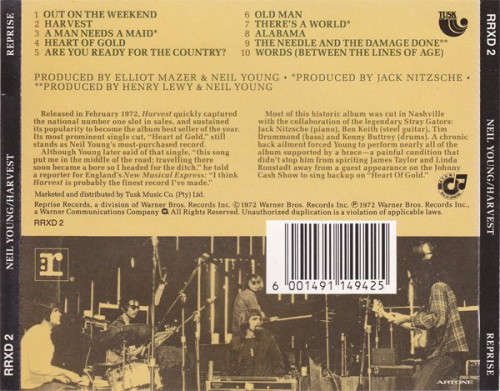 REPRISE
NEIL YOUNG/HARVEST
RRXD 2
1 OUT ON THE WEEKEND
2 HARVEST
3 A MAN NEEDS A MAID*
4 HEART OF GOLD
5 ARE YOU READY FOR THE COUNTRY?
6 OLD MAN
7 THERE'S A WORLD*
8 ALABAMA
9 THE NEEDLE AND THE DAMAGE DONE**
10 WORDS (BETWEEN THE LINES OF AGE)
TUSK
PRODUCED BY ELLIOT MAZER & NEIL YOUNG • *PRODUCED BY JACK NITZSCHE •
**PRODUCED BY HENRY LEWY & NEIL YOUNG
Released in February 1972, Harvest quickly captured
the national number one slot in sales, and sustained
its popularity to become the album best seller of the year.
Its most prominent single cut, "Heart of Gold," still
stands as Neil Young's most-purchased record.
Although Young later said of that single, "this song
put me in the middle of the road; travelling there
soon became a bore so I headed for the ditch," he told
a reporter for England's New Musical Express: "I think
Harvest is probably the finest record I've made."
Most of this historic album was cut in Nashville
with the collaboration of the legendary Stray Gators:
Jack Nitzsche (piano), Ben Keith (steel guitar), Tim
Drummond (bass) and Kenny Buttrey (drums). A chronic
back ailment forced Young to perform nearly all of the
album supported by a brace—a painful condition that
didn't stop him from spiriting James Taylor and Linda
Ronstadt away from a guest appearance on the Johnny
Cash Show to sing backup on "Heart Of Gold."
Marketed and distributed by Tusk Music Co. (Pty) Ltd.
Reprise Records, a division of Warner Bros. Records Inc., ©1972 Warner Bros. Records Inc. ℗1972 Warner Bros. Records Inc.,
a Warner Communications Company. All Rights Reserved. Unauthorized duplication is a violation of applicable laws.
RRXD 2
6 001491 149425
ARTONE
RRXD 2
NEIL YOUNG/HARVEST
REPRISE